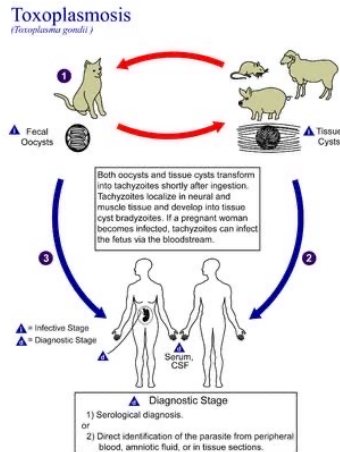 Toxoplasmosis
(Toxoplasma gondii)
1
i Fecal
Oocysts
i Tissue
Cysts
Both oocysts and tissue cysts transform
into tachyzoites shortly after ingestion.
Tachyzoites localize in neural and
muscle tissue and develop into tissue
cyst bradyzoites. If a pregnant woman
becomes infected, tachyzoites can infect
the fetus via the bloodstream.
3
2
i = Infective Stage
d = Diagnostic Stage
d
d
Serum,
CSF
d Diagnostic Stage
1) Serological diagnosis.
or
2) Direct identification of the parasite from peripheral
blood, amniotic fluid, or in tissue sections.